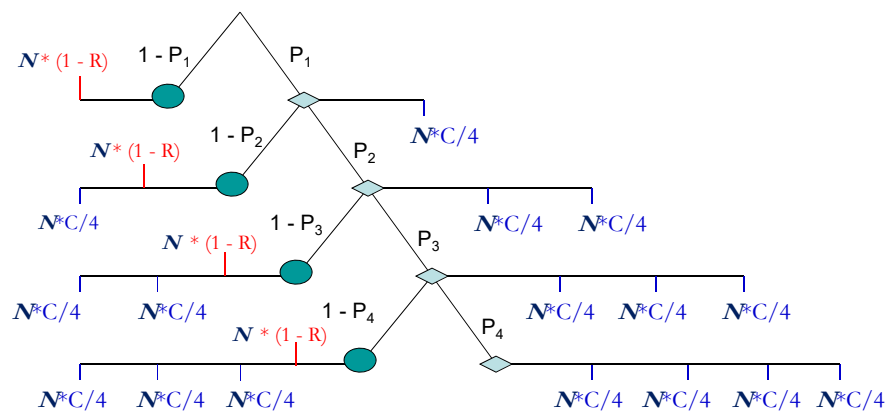 1 - P₁ P₁
N * (1 - R)
1 - P₂ N*C/4
N * (1 - R) P₂
N*C/4 1 - P₃ N*C/4 N*C/4
N * (1 - R) P₃
N*C/4 N*C/4 1 - P₄ N*C/4 N*C/4 N*C/4
N * (1 - R) P₄
N*C/4 N*C/4 N*C/4 N*C/4 N*C/4 N*C/4 N*C/4